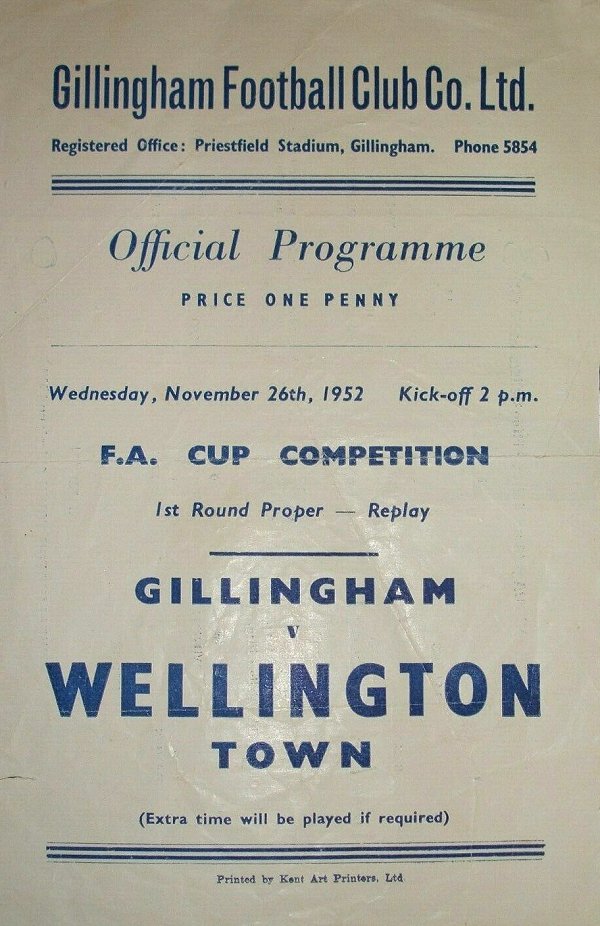 Gillingham Football Club Co. Ltd.
Registered Office: Priestfield Stadium, Gillingham. Phone 5854
Official Programme
PRICE ONE PENNY
Wednesday, November 26th, 1952 Kick-off 2 p.m.
F.A. CUP COMPETITION
1st Round Proper — Replay
GILLINGHAM
v
WELLINGTON
TOWN
(Extra time will be played if required)
Printed by Kent Art Printers, Ltd